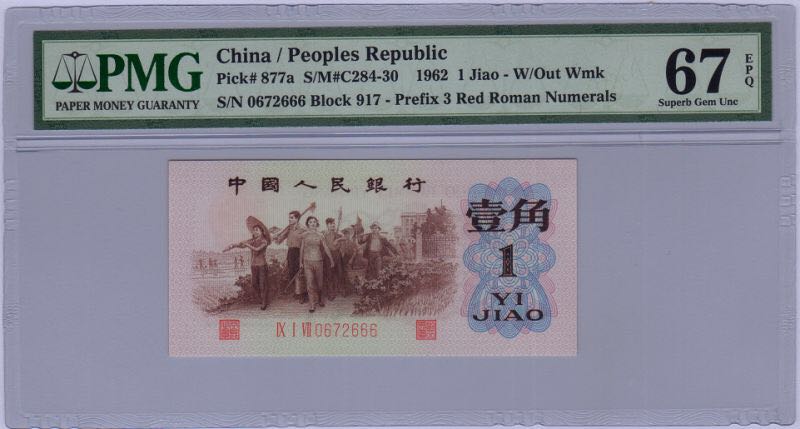 PMG
PAPER MONEY GUARANTY
China / Peoples Republic
Pick# 877a S/M#C284-30 1962 1 Jiao - W/Out Wmk
S/N 0672666 Block 917 - Prefix 3 Red Roman Numerals
67
EPQ
Superb Gem Unc
中國人民銀行
壹角
1
YI
JIAO
IX I VII 0672666